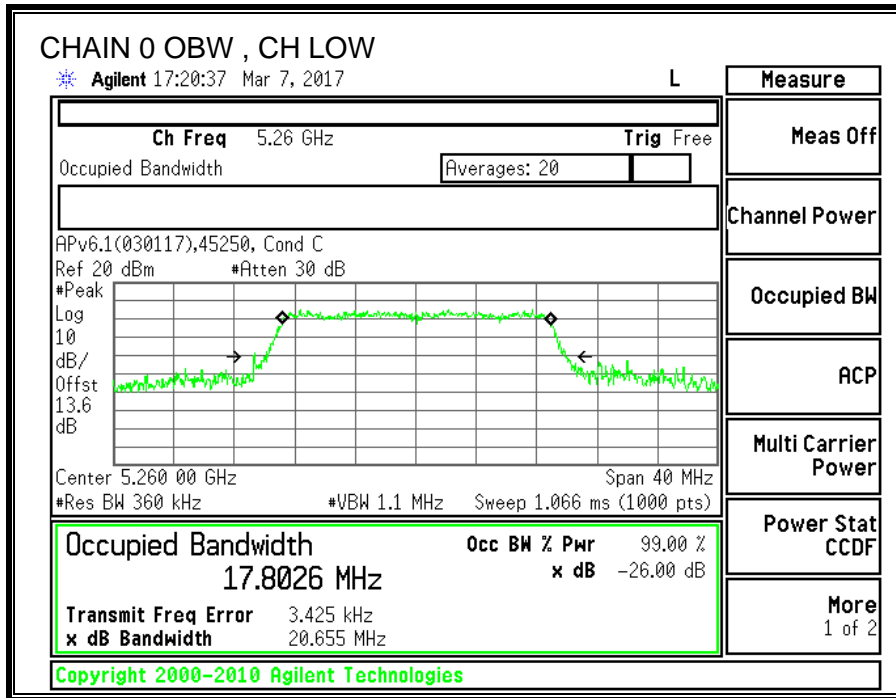 CHAIN 0 OBW , CH LOW
Agilent 17:20:37 Mar 7, 2017 L
Measure
Ch Freq 5.26 GHz Trig Free
Occupied Bandwidth Averages: 20
APv6.1(030117),45250, Cond C
Ref 20 dBm #Atten 30 dB
#Peak
Log
10
dB/
Offst
13.6
dB
Center 5.260 00 GHz Span 40 MHz
#Res BW 360 kHz #VBW 1.1 MHz Sweep 1.066 ms (1000 pts)
Occupied Bandwidth Occ BW % Pwr 99.00 %
17.8026 MHz x dB -26.00 dB
Transmit Freq Error 3.425 kHz
x dB Bandwidth 20.655 MHz
Copyright 2000-2010 Agilent Technologies
Meas Off
Channel Power
Occupied BW
ACP
Multi Carrier
Power
Power Stat
CCDF
More
1 of 2